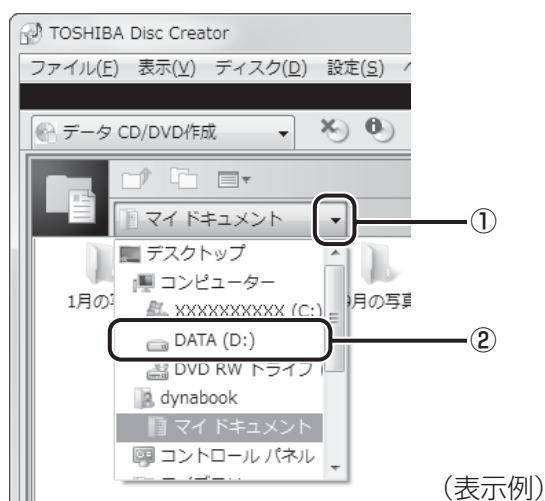 TOSHIBA Disc Creator
ファイル(F) 表示(V) ディスク(D) 設定(S)
データ CD/DVD作成
マイ ドキュメント
①
デスクトップ
コンピューター
1月の 9月の写真
XXXXXXXXXX (C:)
DATA (D:)
②
DVD RW ドライブ (
dynabook
マイ ドキュメント
コントロール パネル
(表示例)